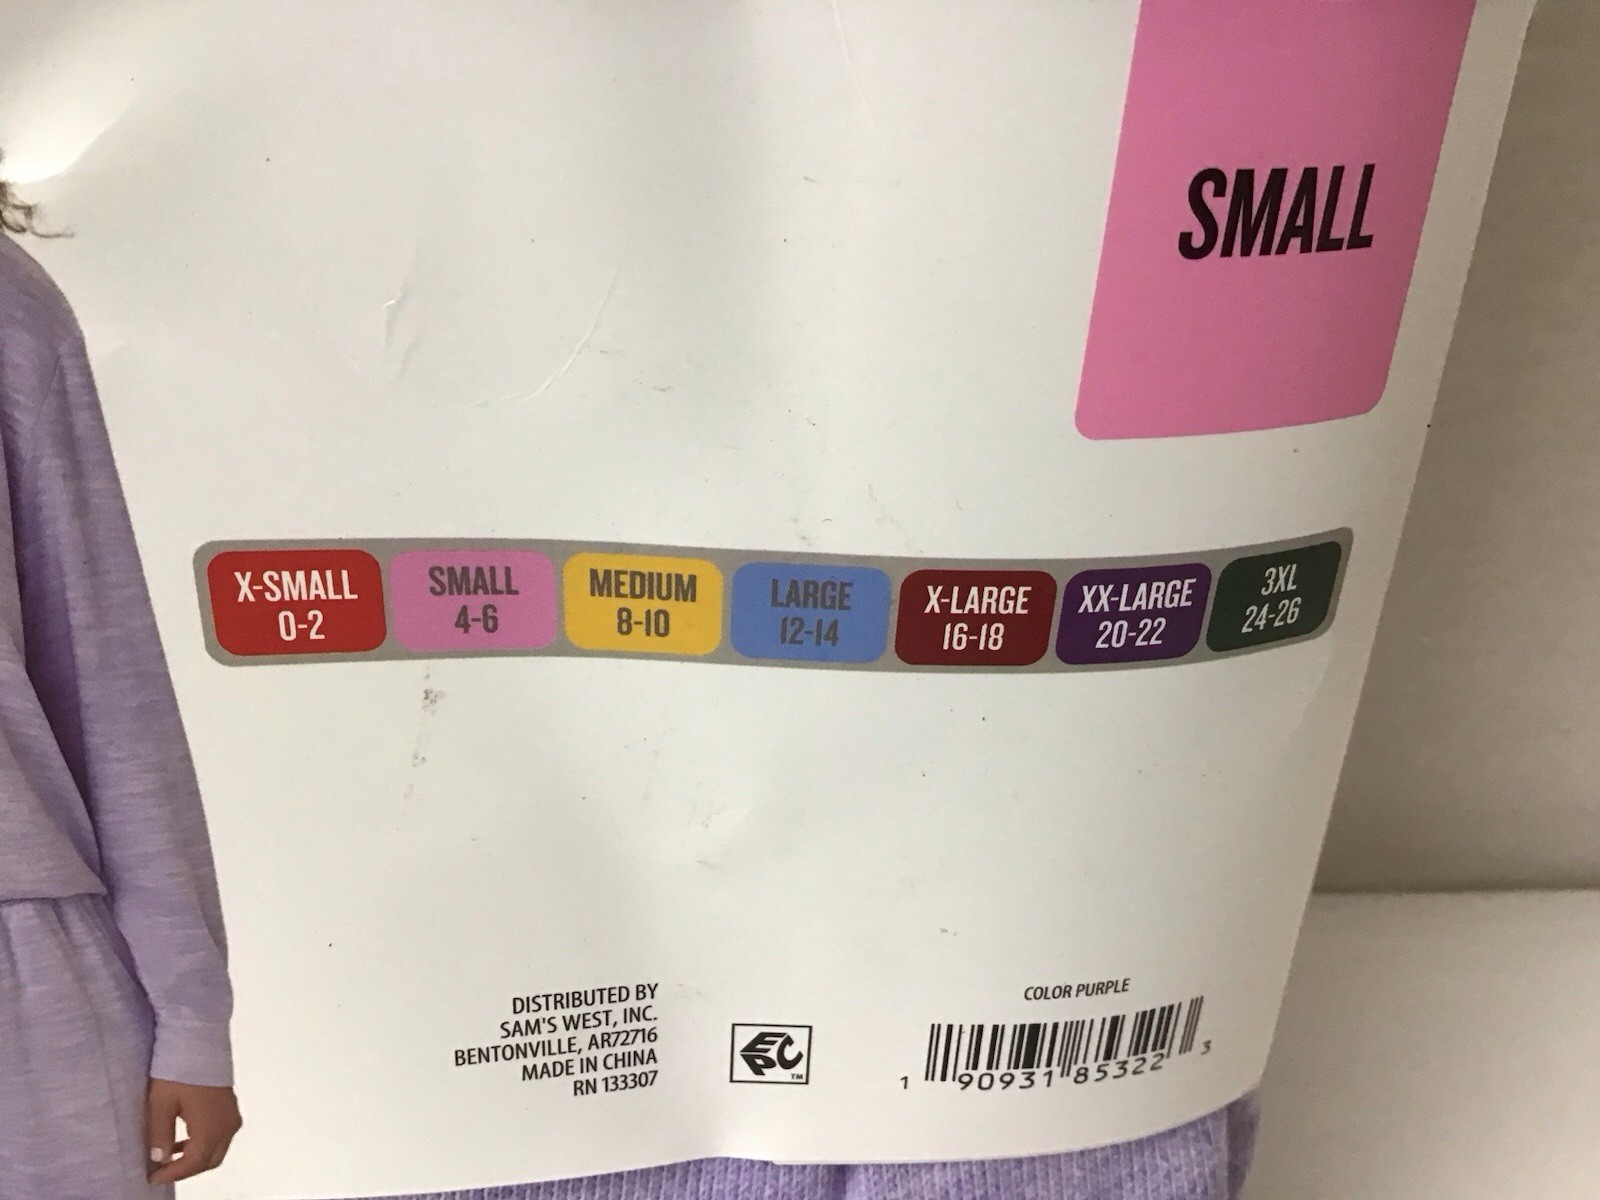 SMALL
X-SMALL
0-2
SMALL
4-6
MEDIUM
8-10
LARGE
12-14
X-LARGE
16-18
XX-LARGE
20-22
3XL
24-26
DISTRIBUTED BY
SAM'S WEST, INC.
BENTONVILLE, AR72716
MADE IN CHINA
RN 133307
EPC
TM
COLOR PURPLE
1 90931 85322 3